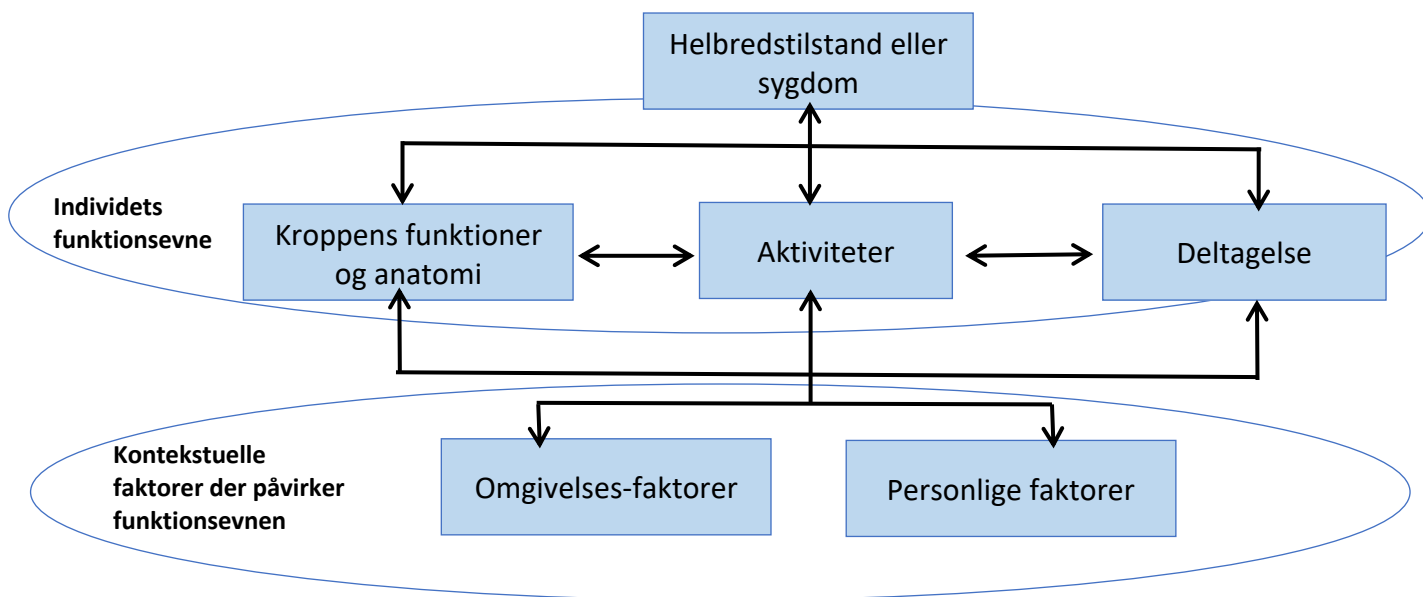 Helbredstilstand eller
sygdom
Individets
funktionsevne
Kroppens funktioner
og anatomi
Aktiviteter
Deltagelse
Kontekstuelle
faktorer der påvirker
funktionsevnen
Omgivelses-faktorer
Personlige faktorer